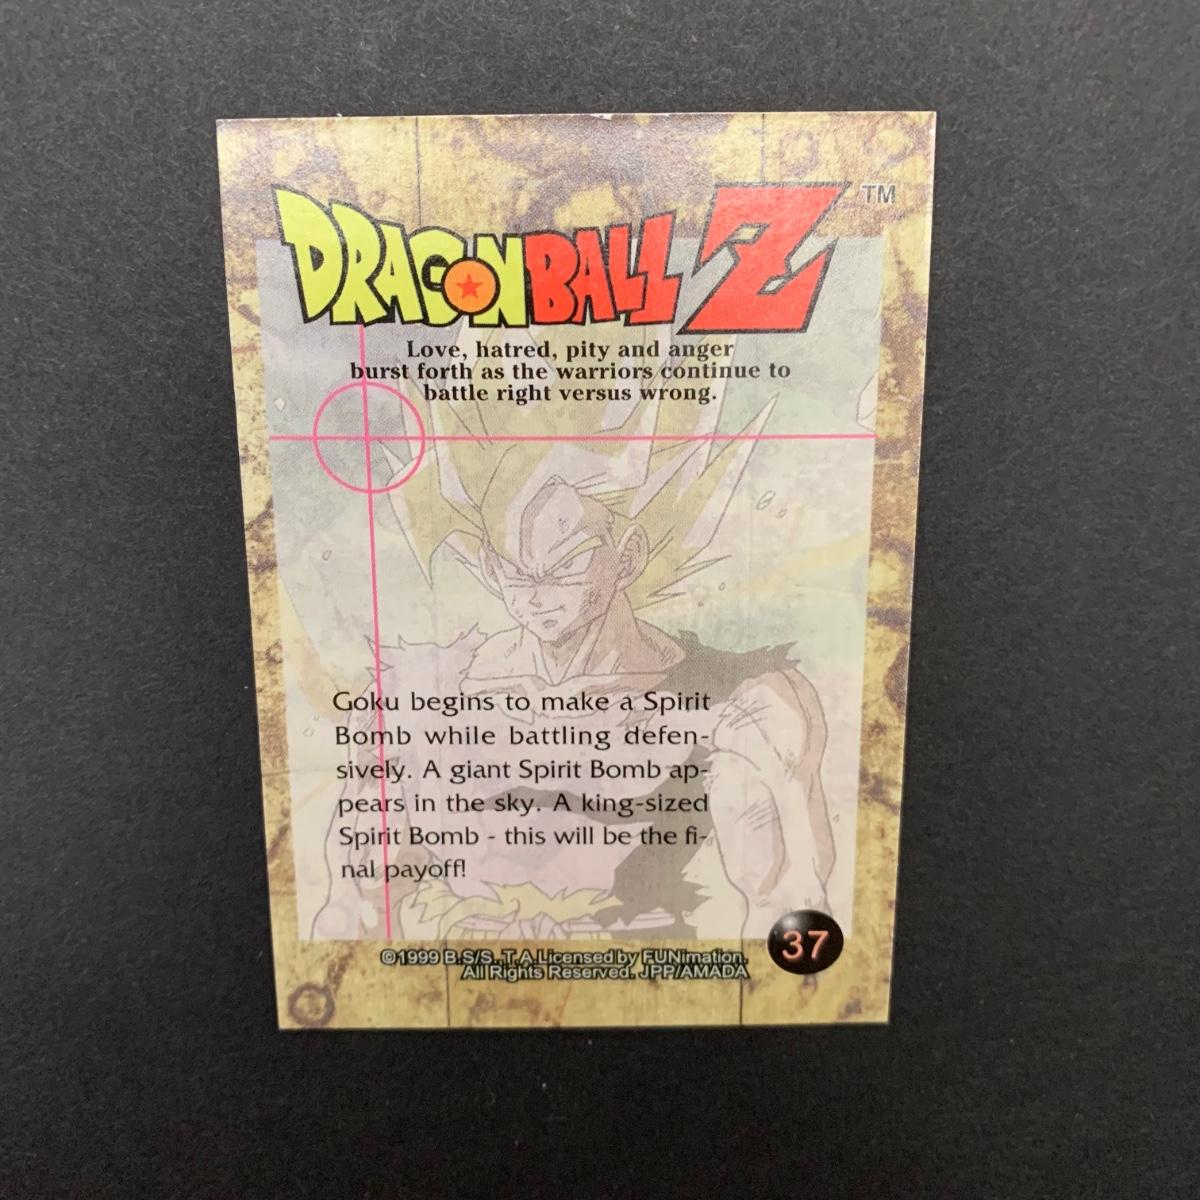 DRAGONBALL Z TM
Love, hatred, pity and anger
burst forth as the warriors continue to
battle right versus wrong.
Goku begins to make a Spirit
Bomb while battling defen-
sively. A giant Spirit Bomb ap-
pears in the sky. A king-sized
Spirit Bomb - this will be the fi-
nal payoff!
37
©1999 B.S/S.,T.A.Licensed by FUNimation.
All Rights Reserved. JPP/AMADA